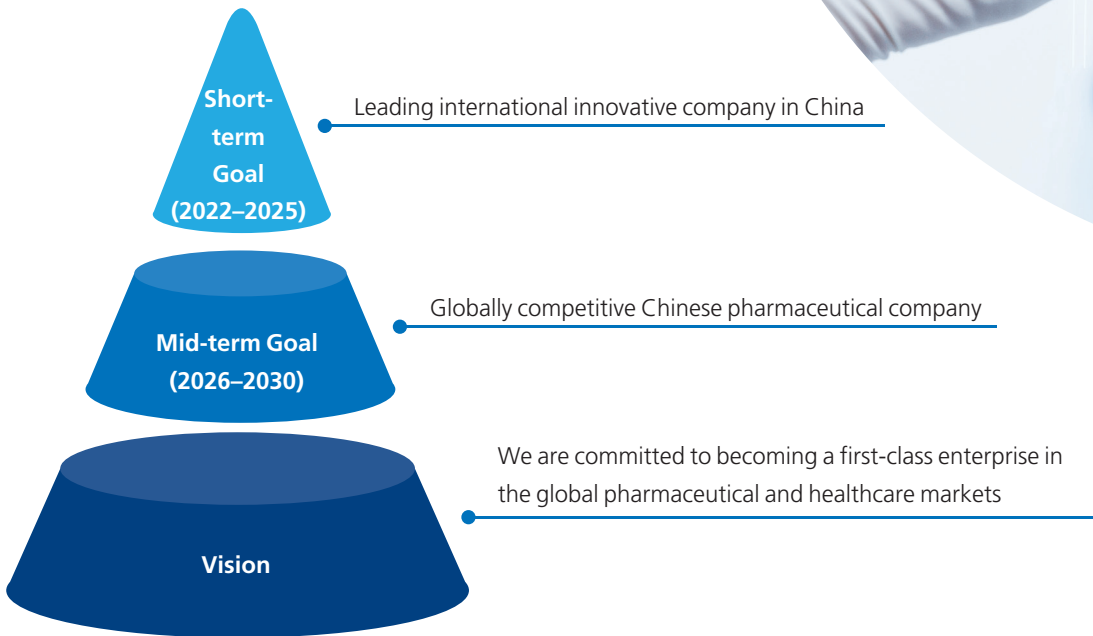 Short-
term
Goal
(2022–2025)
Leading international innovative company in China
Mid-term Goal
(2026–2030)
Globally competitive Chinese pharmaceutical company
Vision
We are committed to becoming a first-class enterprise in
the global pharmaceutical and healthcare markets